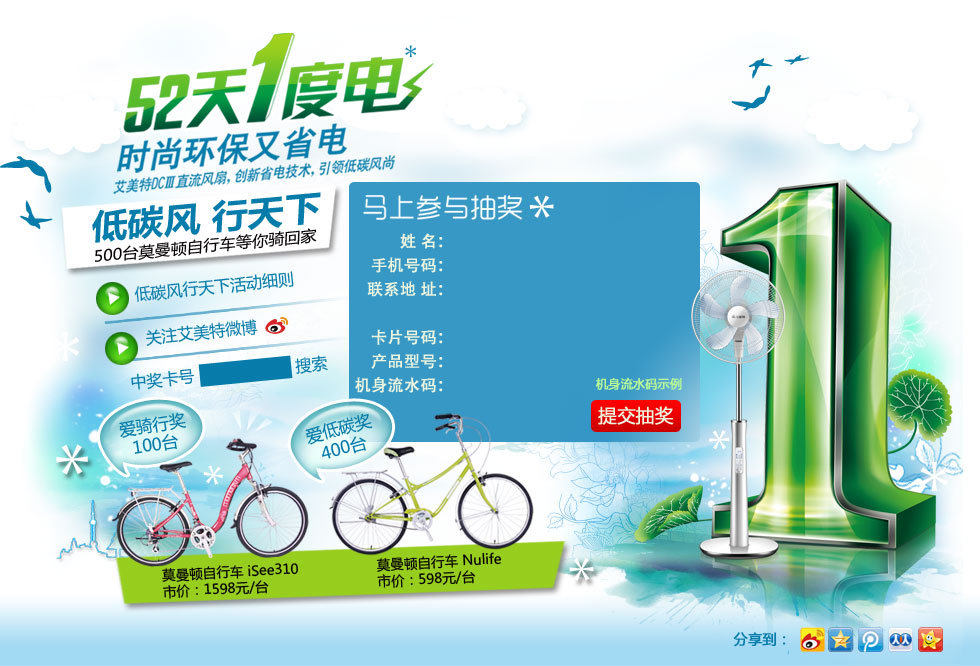 52天1度电*
时尚环保又省电
艾美特DCⅢ直流风扇,创新省电技术,引领低碳风尚
低碳风 行天下
500台莫曼顿自行车等你骑回家
低碳风行天下活动细则
关注艾美特微博
中奖卡号 搜索
马上参与抽奖
姓 名:
手机号码:
联系地 址:
卡片号码:
产品型号:
机身流水码:
机身流水码示例
提交抽奖
爱骑行奖
100台
爱低碳奖
400台
莫曼顿自行车 iSee310
市价：1598元/台
莫曼顿自行车 Nulife
市价：598元/台
1
分享到：